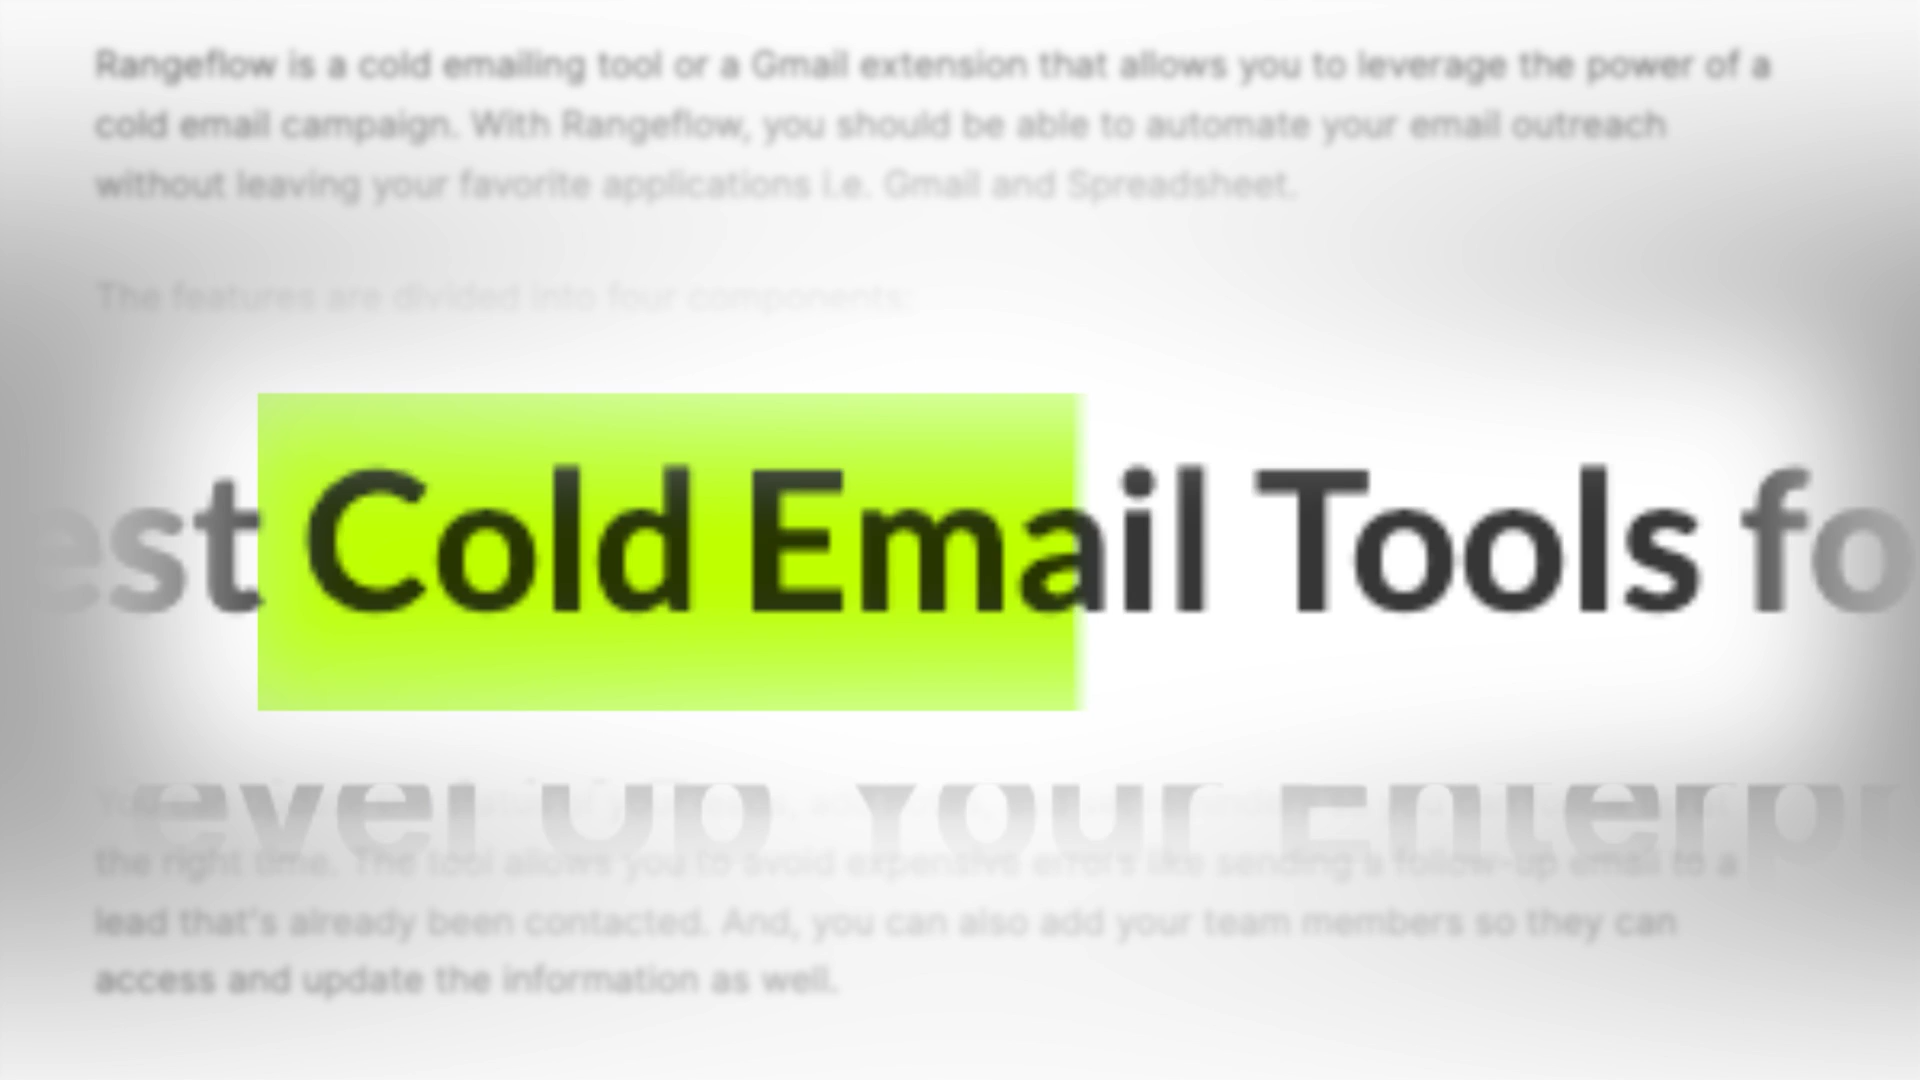 Rangeflow is a cold emailing tool or a Gmail extension that allows you to leverage the power of a
cold email campaign. With Rangeflow, you should be able to automate your email outreach
without leaving your favorite applications i.e. Gmail and Spreadsheet.
The features are divided into four components:
est Cold Email Tools fo
evel Up Your Enterpr
the right time. The tool allows you to avoid expensive errors like sending a follow-up email to a
lead that's already been contacted. And, you can also add your team members so they can
access and update the information as well.